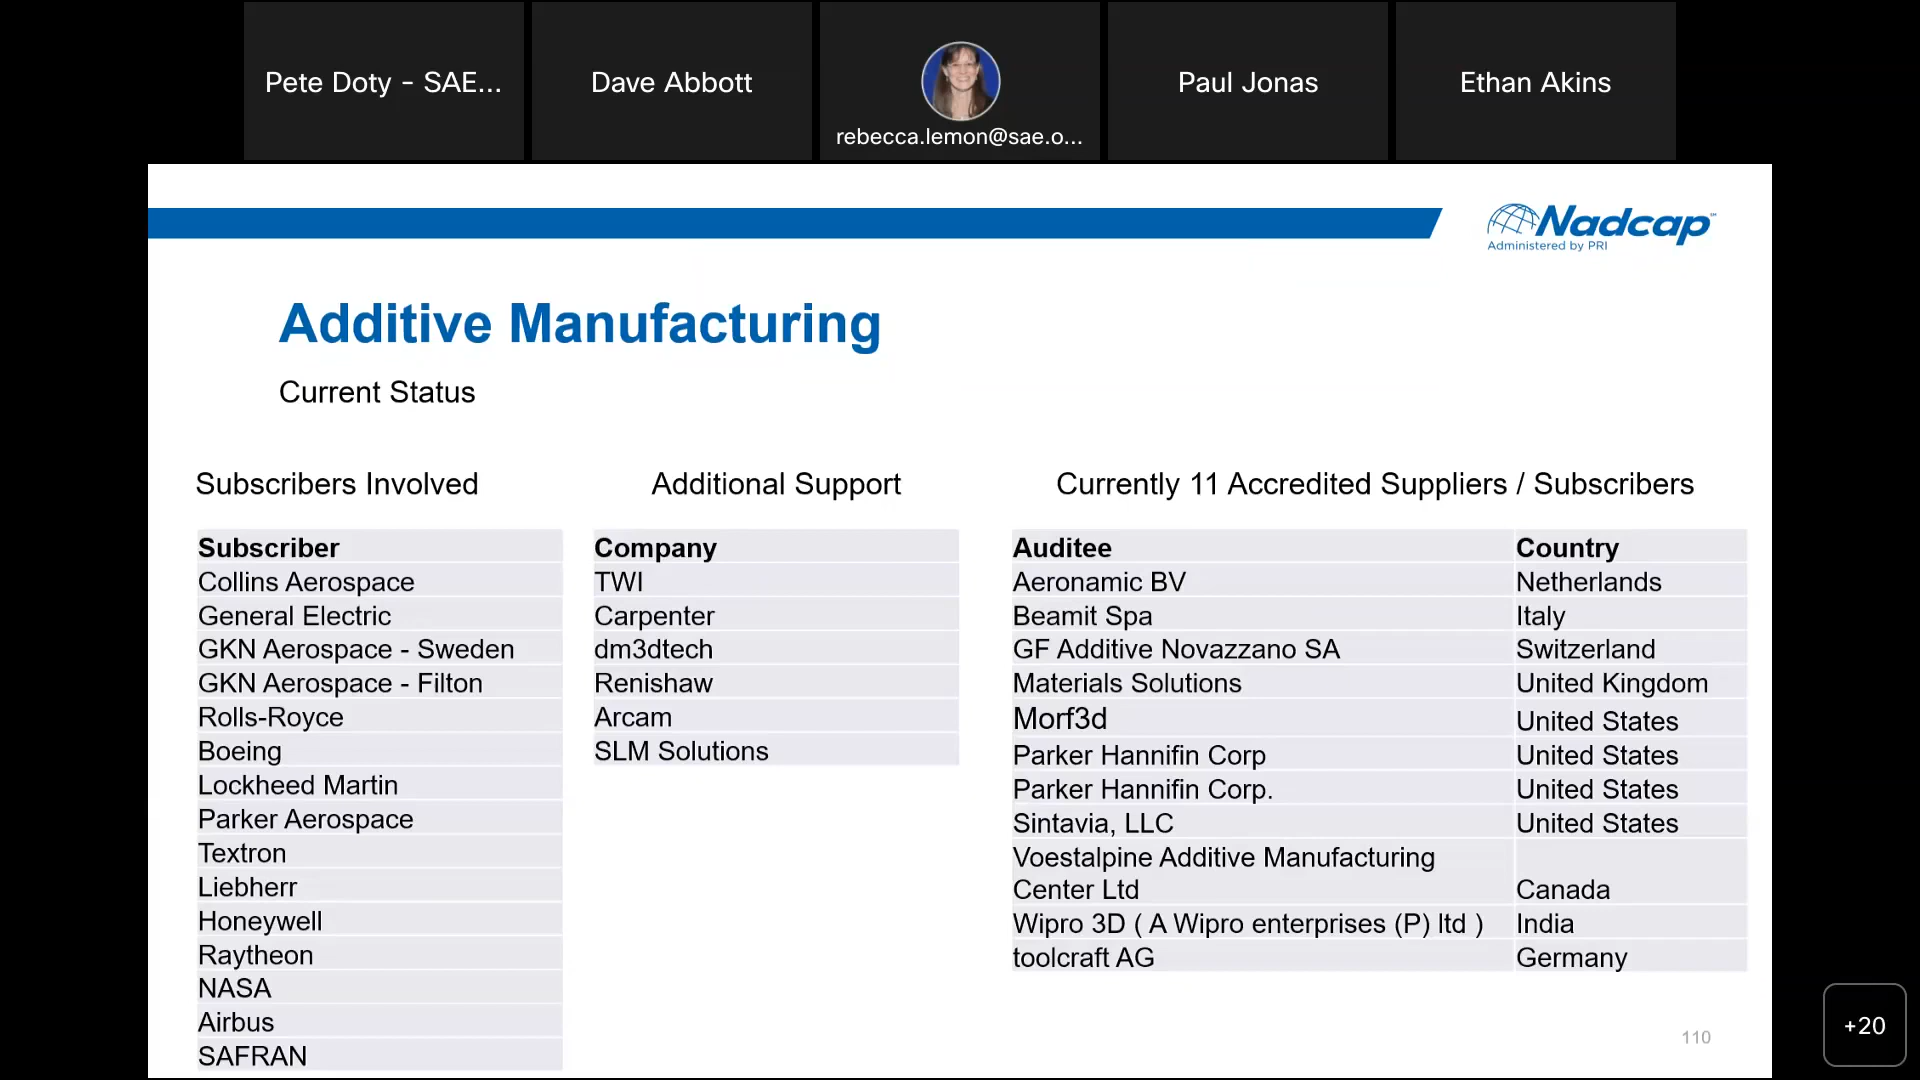 Pete Doty - SAE...
Dave Abbott
rebecca.lemon@sae.o...
Paul Jonas
Ethan Akins
Nadcap℠
Administered by PRI
Additive Manufacturing
Current Status
Subscribers Involved
Subscriber
Collins Aerospace
General Electric
GKN Aerospace - Sweden
GKN Aerospace - Filton
Rolls-Royce
Boeing
Lockheed Martin
Parker Aerospace
Textron
Liebherr
Honeywell
Raytheon
NASA
Airbus
SAFRAN
Additional Support
Company
TWI
Carpenter
dm3dtech
Renishaw
Arcam
SLM Solutions
Currently 11 Accredited Suppliers / Subscribers
Auditee Country
Aeronamic BV Netherlands
Beamit Spa Italy
GF Additive Novazzano SA Switzerland
Materials Solutions United Kingdom
Morf3d United States
Parker Hannifin Corp United States
Parker Hannifin Corp. United States
Sintavia, LLC United States
Voestalpine Additive Manufacturing
Center Ltd Canada
Wipro 3D ( A Wipro enterprises (P) ltd ) India
toolcraft AG Germany
110
+20